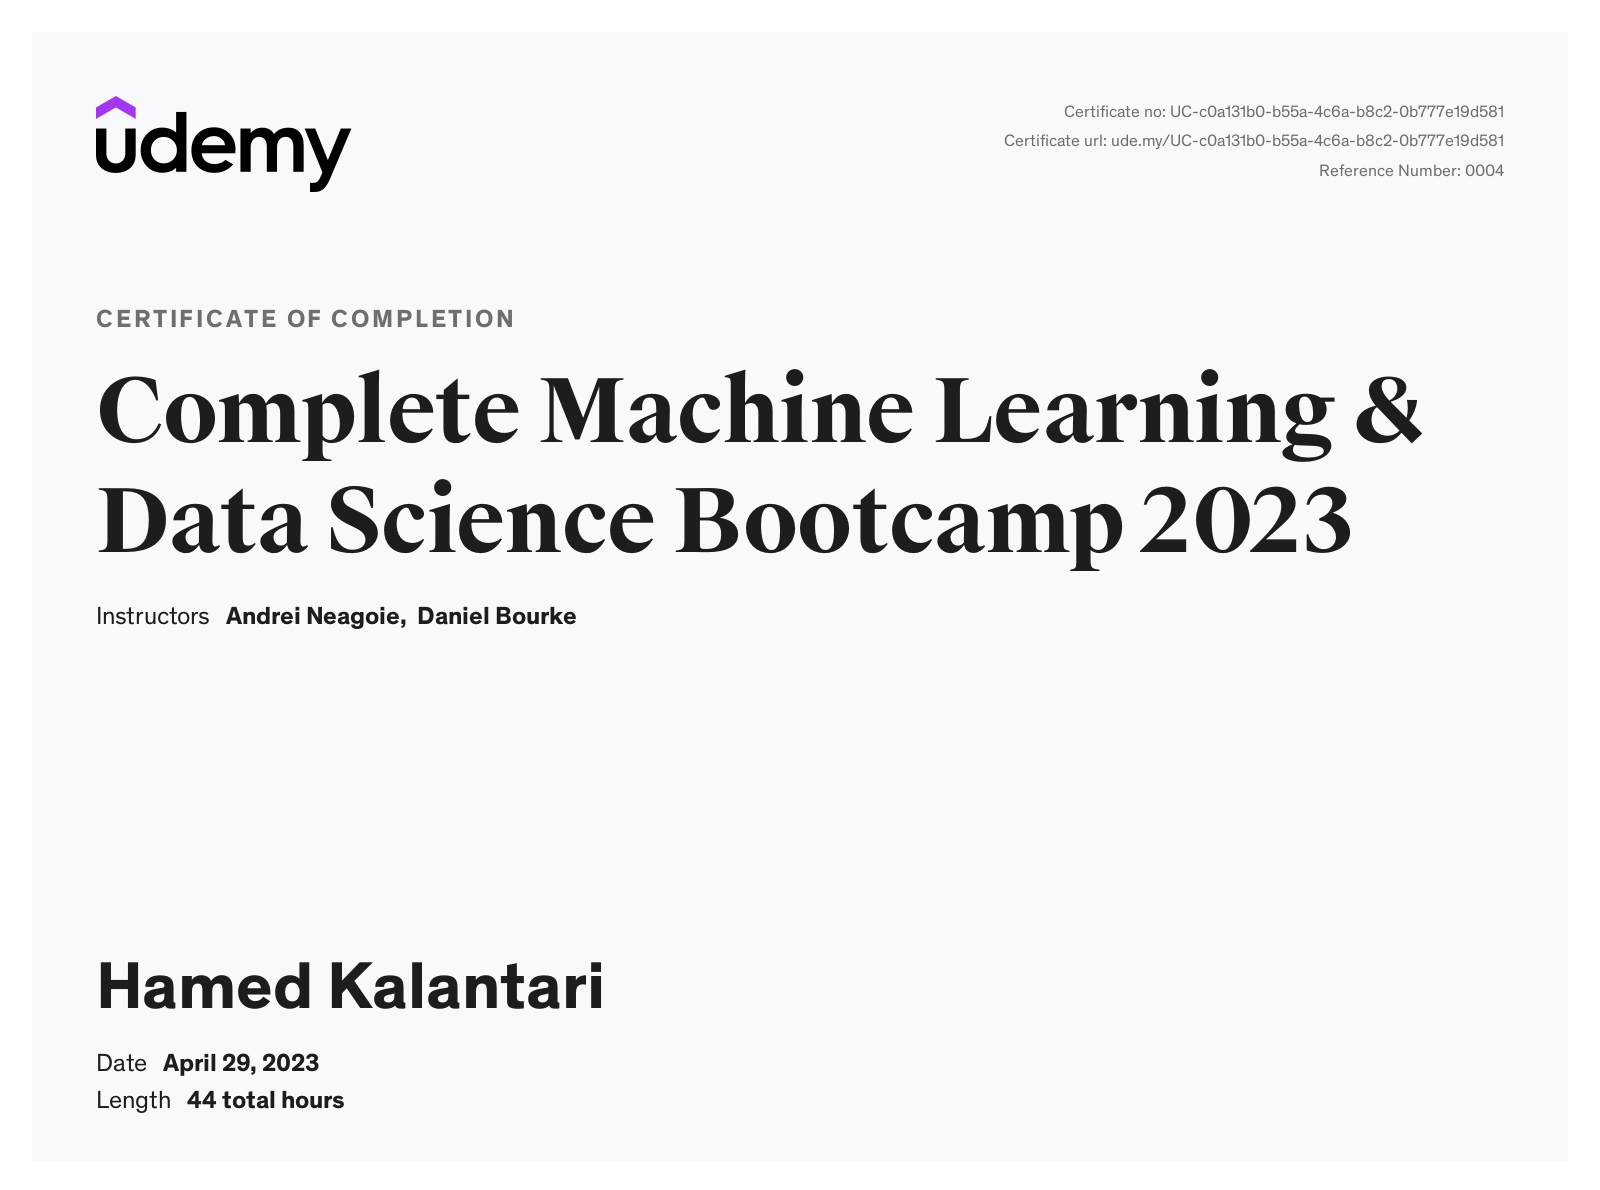 udemy
Certificate no: UC-c0a131b0-b55a-4c6a-b8c2-0b777e19d581
Certificate url: ude.my/UC-c0a131b0-b55a-4c6a-b8c2-0b777e19d581
Reference Number: 0004
CERTIFICATE OF COMPLETION
Complete Machine Learning &
Data Science Bootcamp 2023
Instructors Andrei Neagoie, Daniel Bourke
Hamed Kalantari
Date April 29, 2023
Length 44 total hours